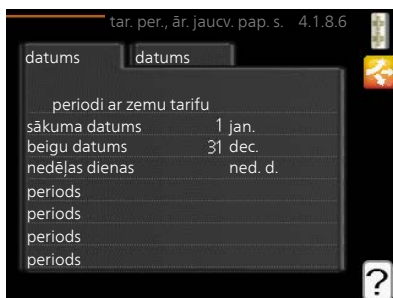 tar. per., ār. jaucv. pap. s. 4.1.8.6
datums datums
periodi ar zemu tarifu
sākuma datums 1 jan.
beigu datums 31 dec.
nedēļas dienas ned. d.
periods
periods
periods
periods
?